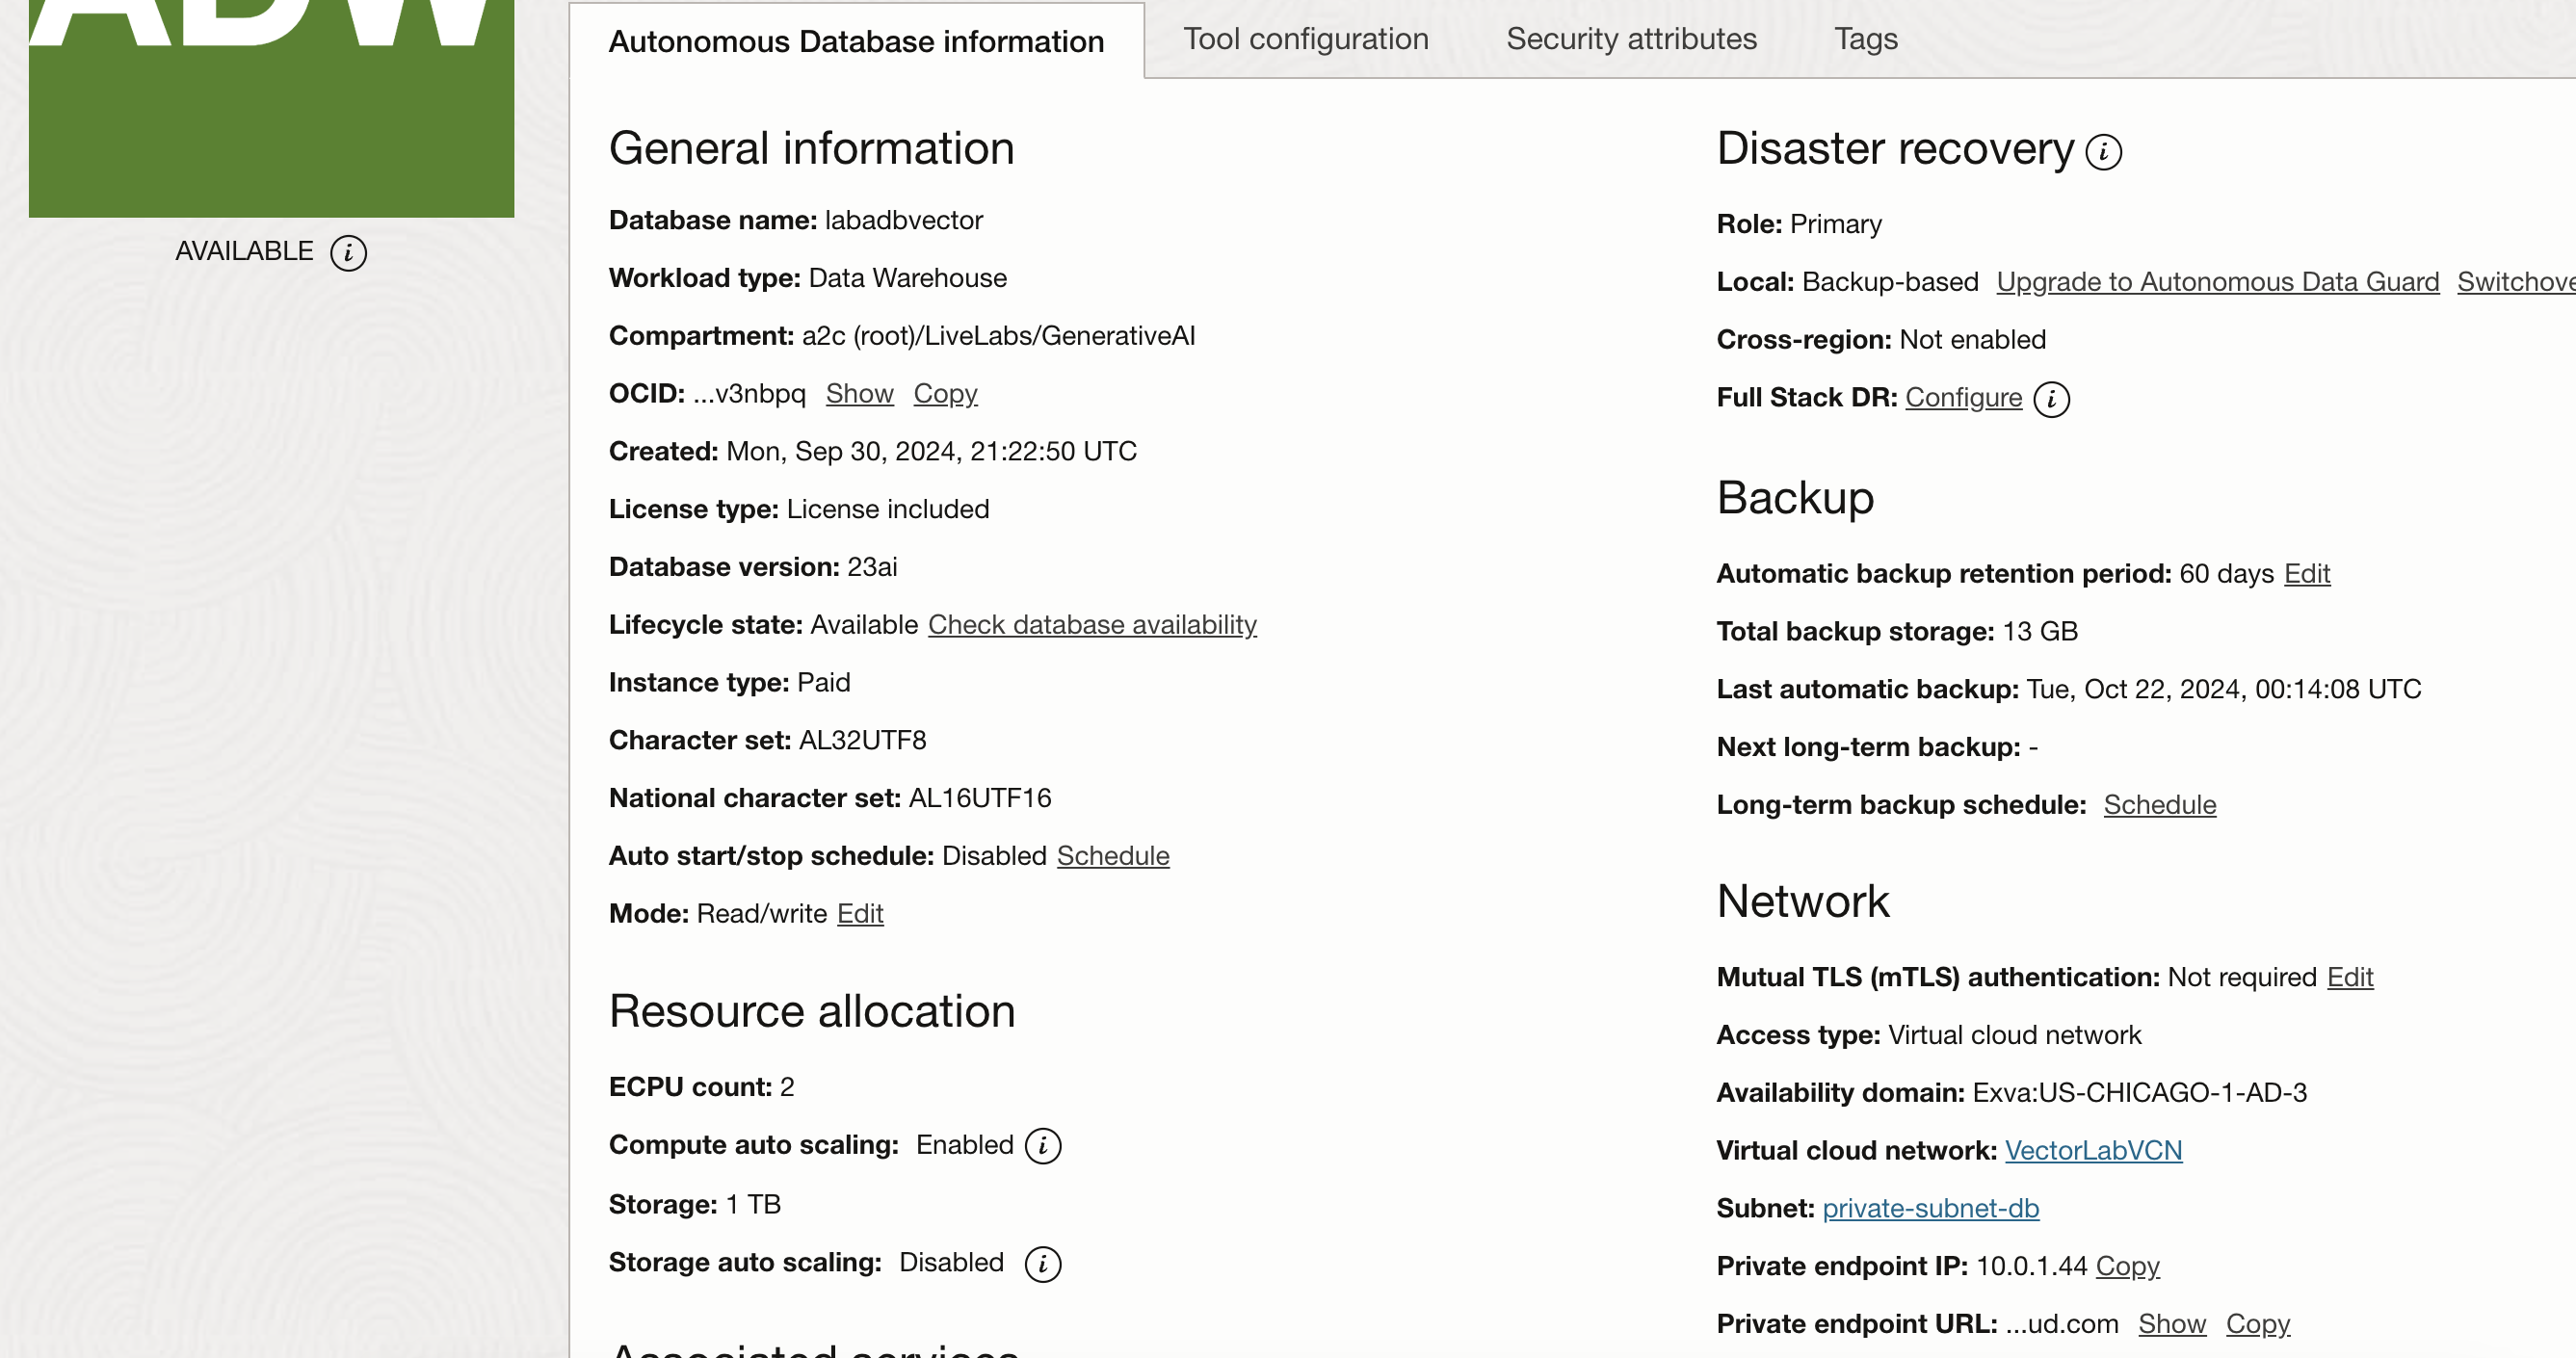 ADW
AVAILABLE i
Autonomous Database information
Tool configuration
Security attributes
Tags
General information
Database name: labadbvector
Workload type: Data Warehouse
Compartment: a2c (root)/LiveLabs/GenerativeAI
OCID: ...v3nbpq Show Copy
Created: Mon, Sep 30, 2024, 21:22:50 UTC
License type: License included
Database version: 23ai
Lifecycle state: Available Check database availability
Instance type: Paid
Character set: AL32UTF8
National character set: AL16UTF16
Auto start/stop schedule: Disabled Schedule
Mode: Read/write Edit
Resource allocation
ECPU count: 2
Compute auto scaling: Enabled i
Storage: 1 TB
Storage auto scaling: Disabled i
Associated services
Disaster recovery i
Role: Primary
Local: Backup-based Upgrade to Autonomous Data Guard Switchove
Cross-region: Not enabled
Full Stack DR: Configure i
Backup
Automatic backup retention period: 60 days Edit
Total backup storage: 13 GB
Last automatic backup: Tue, Oct 22, 2024, 00:14:08 UTC
Next long-term backup: -
Long-term backup schedule: Schedule
Network
Mutual TLS (mTLS) authentication: Not required Edit
Access type: Virtual cloud network
Availability domain: Exva:US-CHICAGO-1-AD-3
Virtual cloud network: VectorLabVCN
Subnet: private-subnet-db
Private endpoint IP: 10.0.1.44 Copy
Private endpoint URL: ...ud.com Show Copy